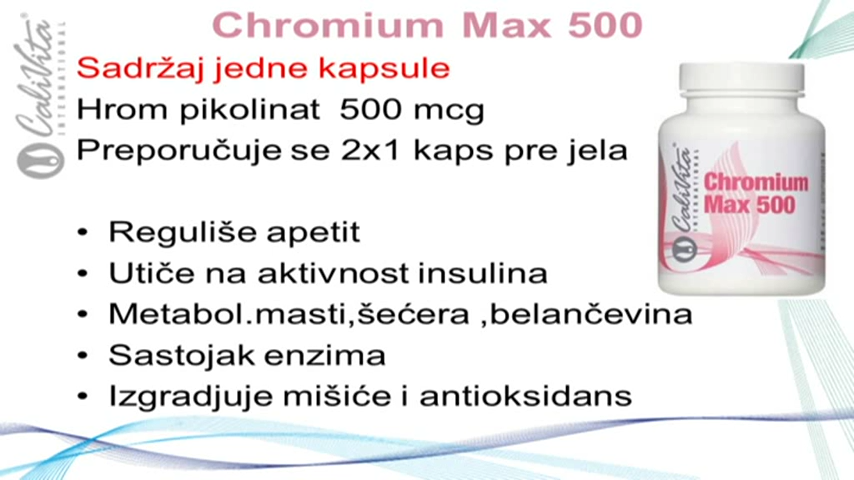 Chromium Max 500
CaliVita®
INTERNATIONAL
Sadržaj jedne kapsule
Hrom pikolinat 500 mcg
Preporučuje se 2x1 kaps pre jela
CaliVita®
INTERNATIONAL
Chromium
Max 500
• Reguliše apetit
• Utiče na aktivnost insulina
• Metabol.masti,šećera ,belančevina
• Sastojak enzima
• Izgradjuje mišiće i antioksidans